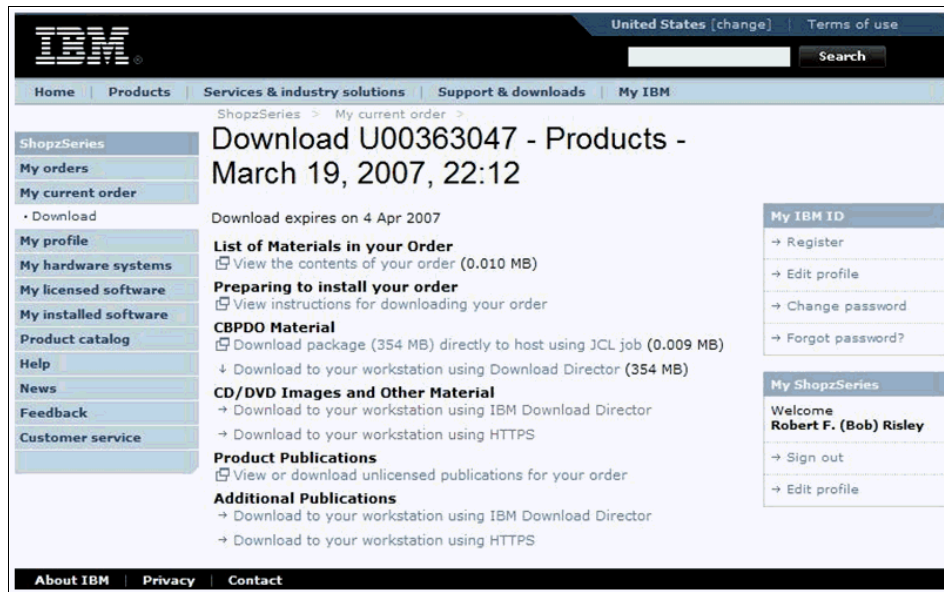 United States [change] | Terms of use
IBM®
Search
Home | Products | Services & industry solutions | Support & downloads | My IBM
ShopzSeries > My current order >
ShopzSeries
My orders
My current order
· Download
My profile
My hardware systems
My licensed software
My installed software
Product catalog
Help
News
Feedback
Customer service
Download U00363047 - Products -
March 19, 2007, 22:12
Download expires on 4 Apr 2007
List of Materials in your Order
View the contents of your order (0.010 MB)
Preparing to install your order
View instructions for downloading your order
CBPDO Material
Download package (354 MB) directly to host using JCL job (0.009 MB)
↓ Download to your workstation using Download Director (354 MB)
CD/DVD Images and Other Material
→ Download to your workstation using IBM Download Director
→ Download to your workstation using HTTPS
Product Publications
View or download unlicensed publications for your order
Additional Publications
→ Download to your workstation using IBM Download Director
→ Download to your workstation using HTTPS
My IBM ID
→ Register
→ Edit profile
→ Change password
→ Forgot password?
My ShopzSeries
Welcome
Robert F. (Bob) Risley
→ Sign out
→ Edit profile
About IBM | Privacy | Contact